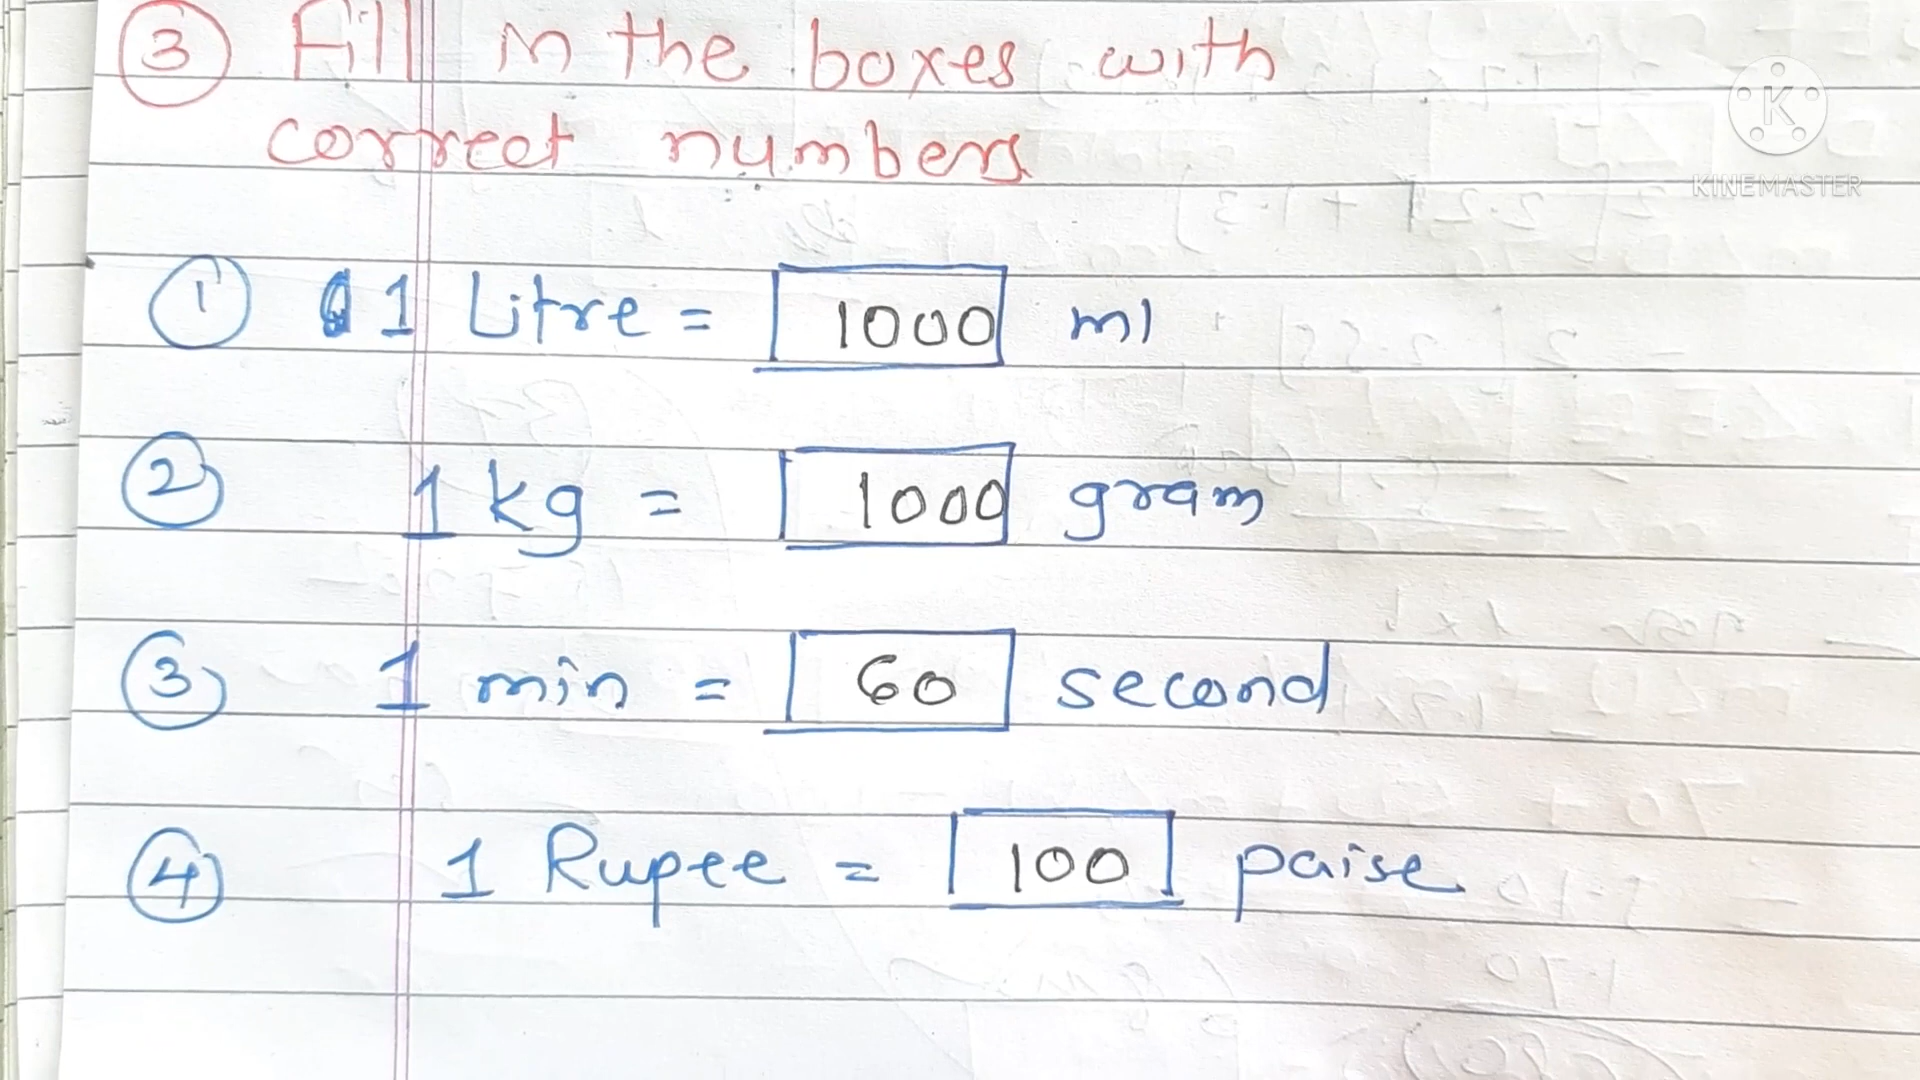 ③ Fill in the boxes with
correct numbers
K
KINEMASTER
① 1 Litre = 1000 ml
② 1 kg = 1000 gram
③ 1 min = 60 second
④ 1 Rupee = 100 paise